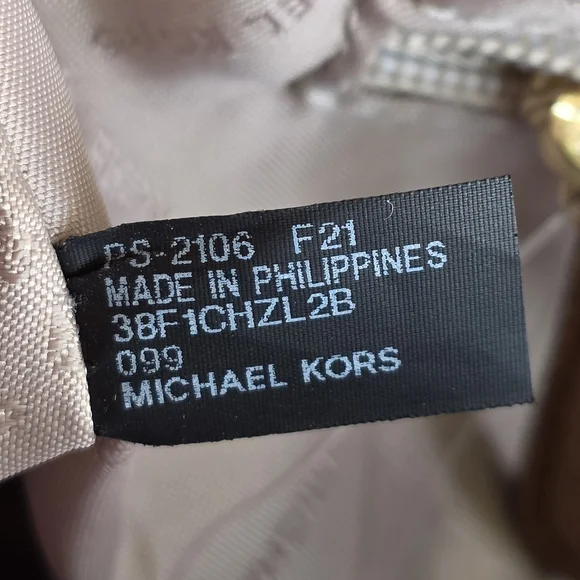 PS-2106 F21
MADE IN PHILIPPINES
38F1CHZL2B
099
MICHAEL KORS